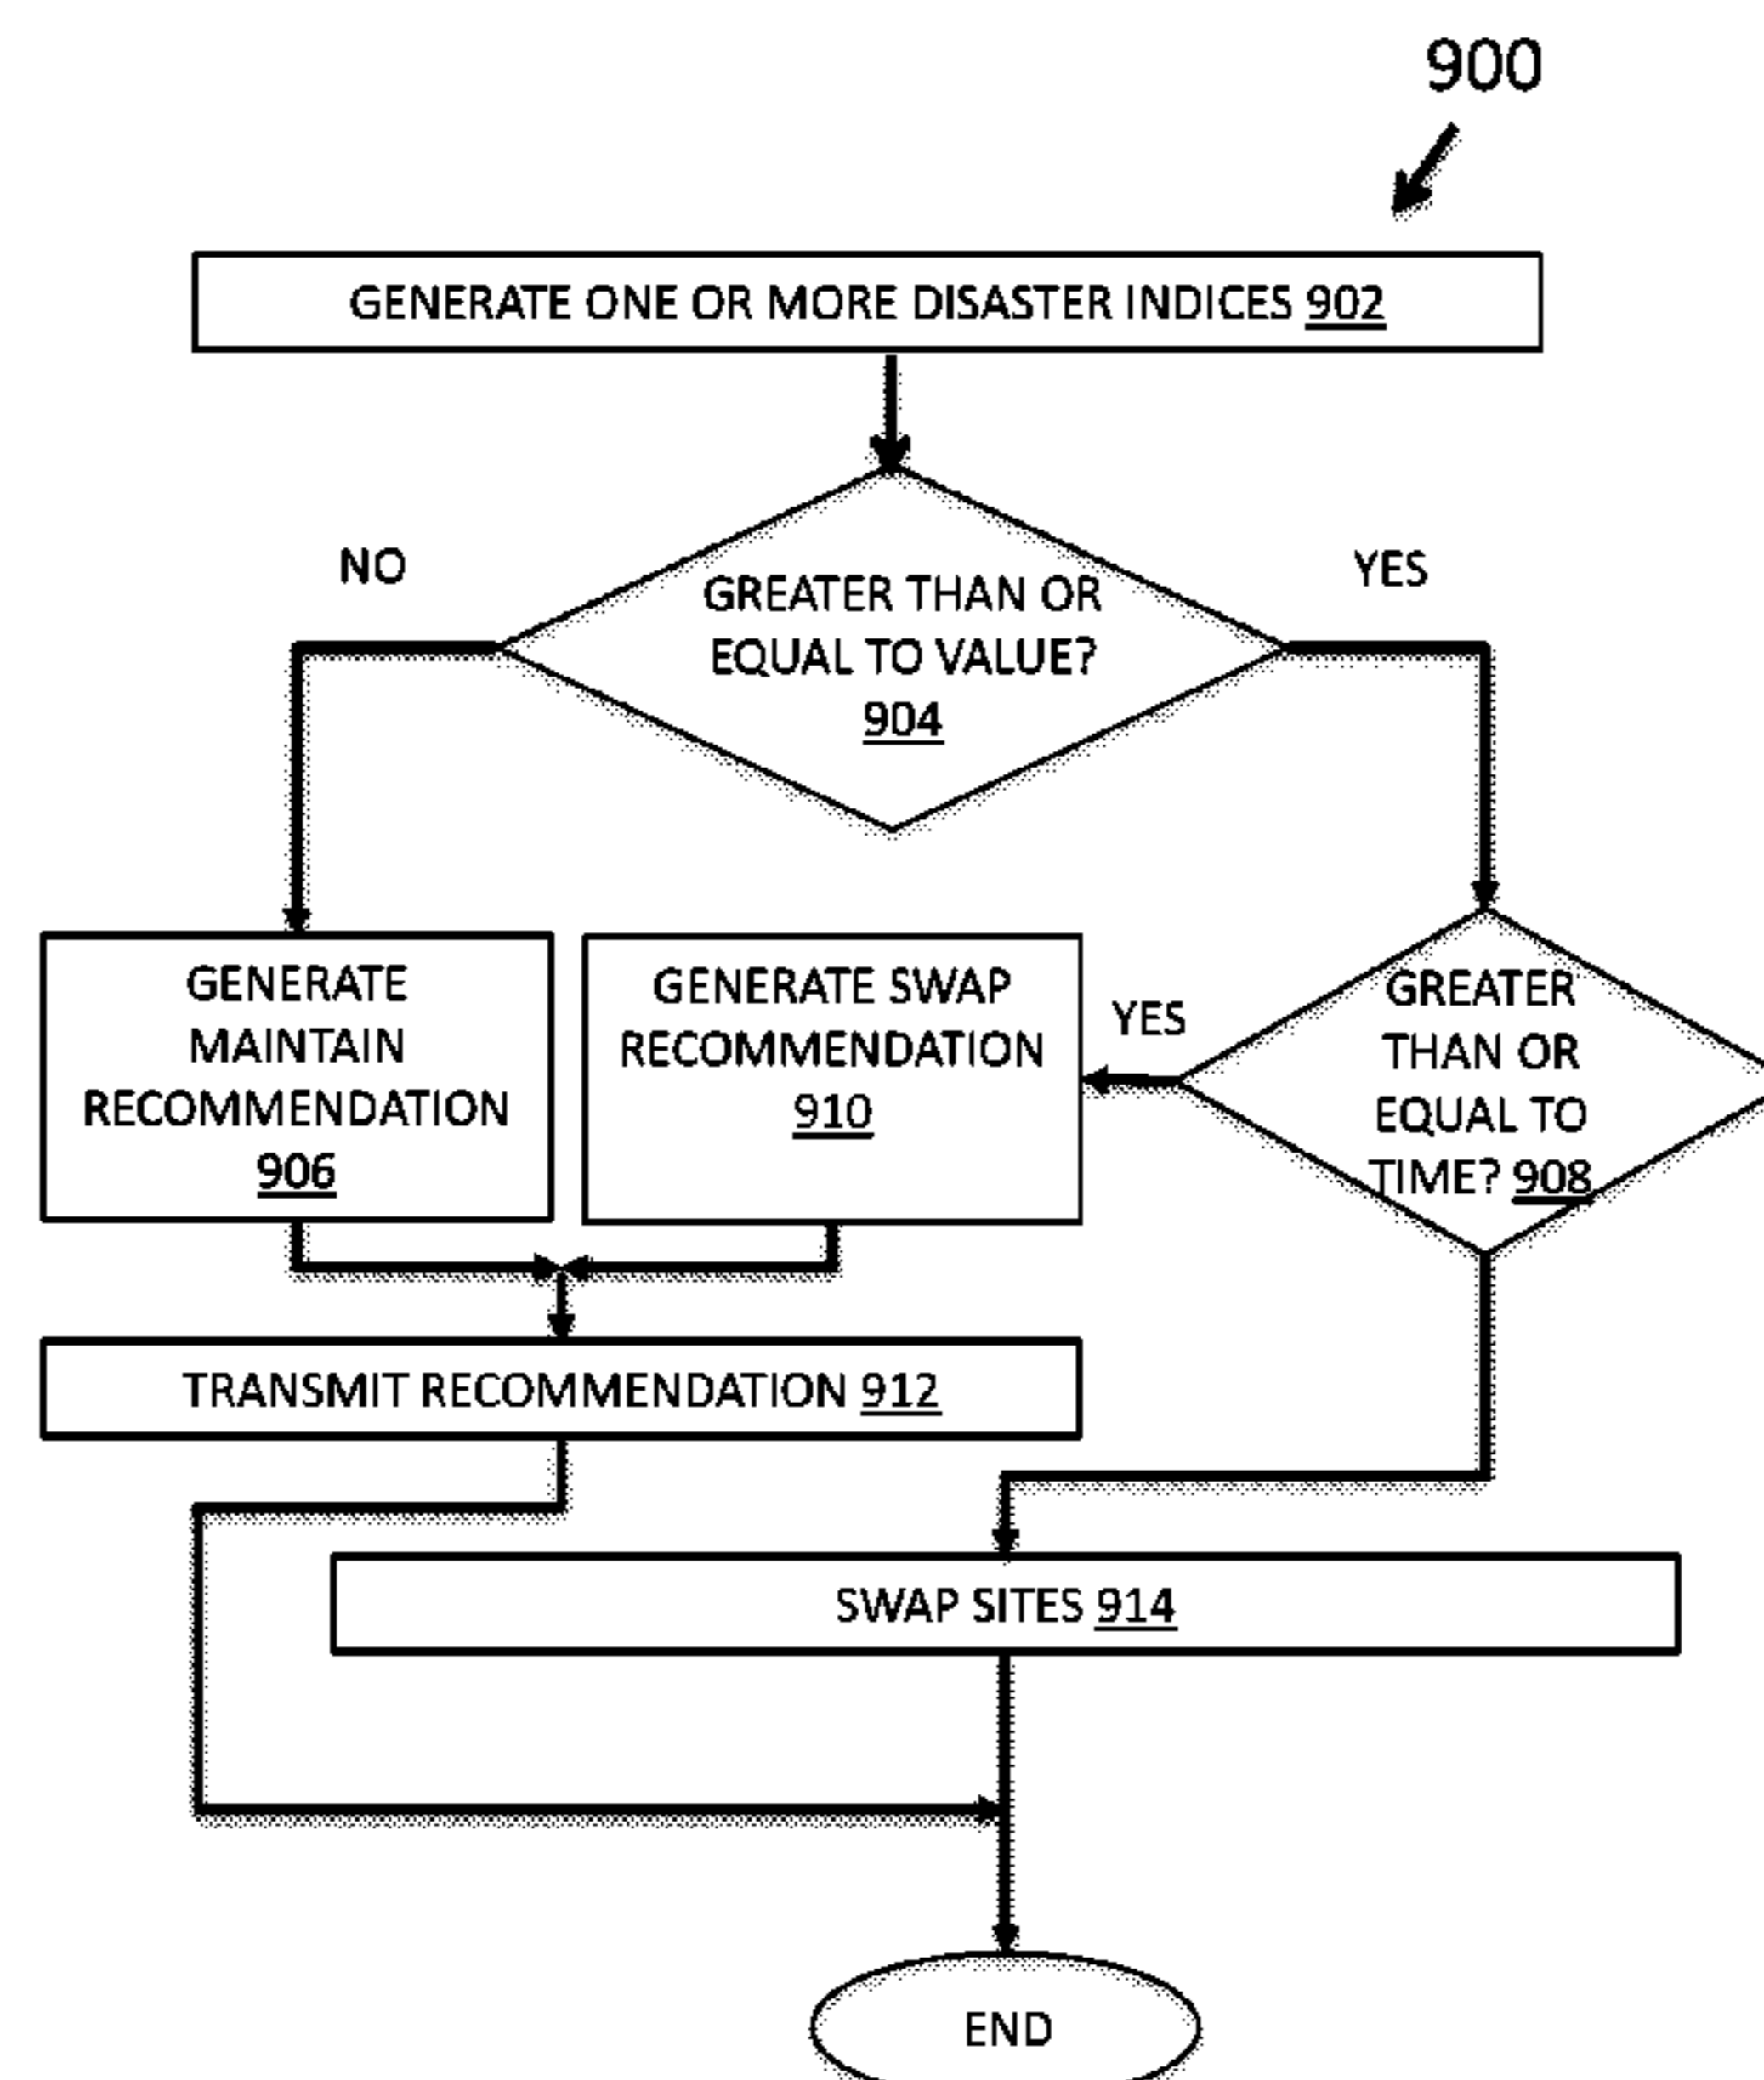 900
GENERATE ONE OR MORE DISASTER INDICES 902
NO
YES
GREATER THAN OR
EQUAL TO VALUE?
904
GENERATE
MAINTAIN
RECOMMENDATION
906
GENERATE SWAP
RECOMMENDATION
910
YES
GREATER
THAN OR
EQUAL TO
TIME? 908
TRANSMIT RECOMMENDATION 912
SWAP SITES 914
END